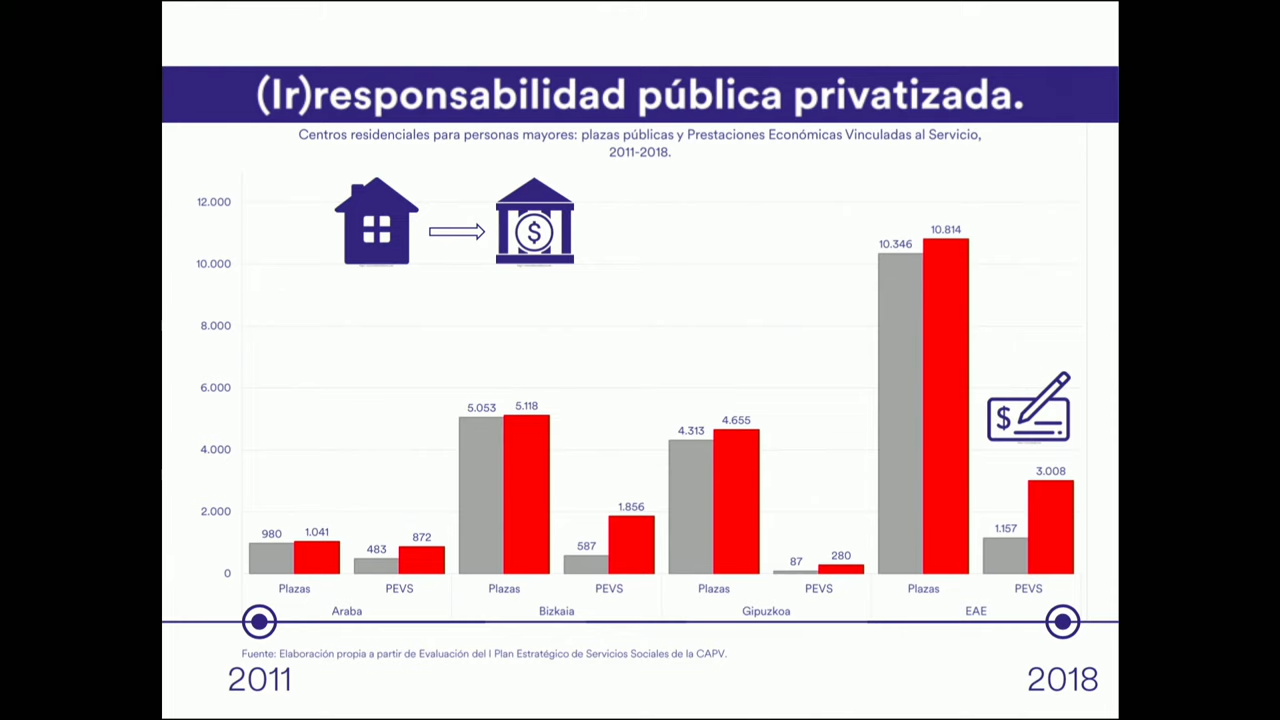 (Ir)responsabilidad pública privatizada.
Centros residenciales para personas mayores: plazas públicas y Prestaciones Económicas Vinculadas al Servicio,
2011-2018.
12.000
10.000
8.000
6.000
4.000
2.000
0
$
$
980
1.041
483
872
5.053
5.118
587
1.856
4.313
4.655
87
280
10.346
10.814
1.157
3.008
Plazas
PEVS
Plazas
PEVS
Plazas
PEVS
Plazas
PEVS
Araba
Bizkaia
Gipuzkoa
EAE
Fuente: Elaboración propia a partir de Evaluación del I Plan Estratégico de Servicios Sociales de la CAPV.
2011
2018